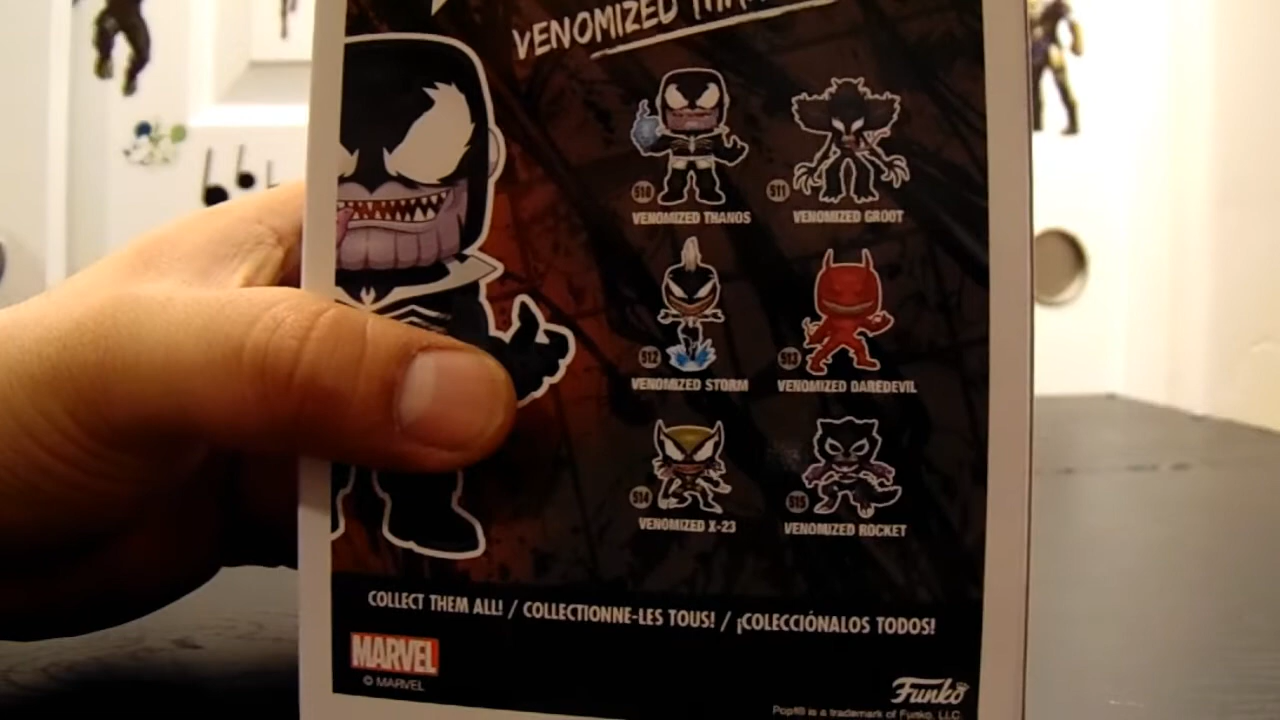 VENOMIZED THANOS
510
511
VENOMIZED THANOS
VENOMIZED GROOT
512
513
VENOMIZED STORM
VENOMIZED DAREDEVIL
514
515
VENOMIZED X-23
VENOMIZED ROCKET
COLLECT THEM ALL! / COLLECTIONNE-LES TOUS! / ¡COLECCIÓNALOS TODOS!
MARVEL
© MARVEL
Funko
Pop!® is a trademark of Funko, LLC